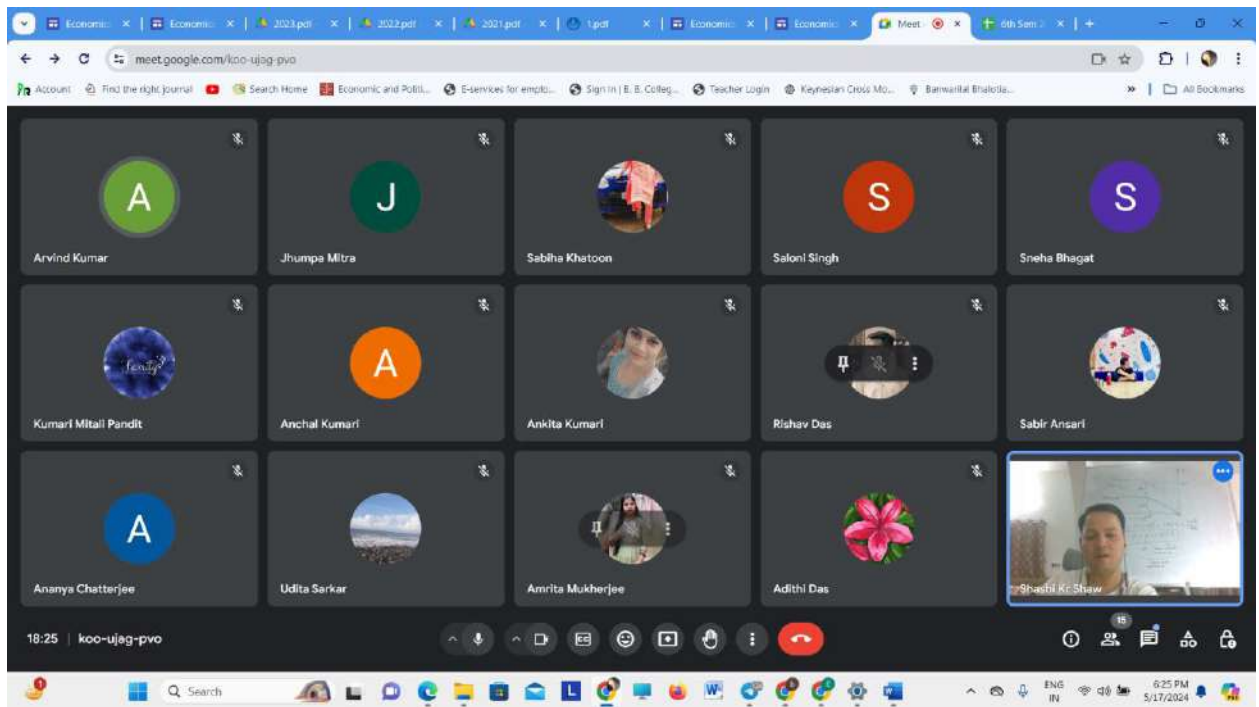 Economic
Economic
2023.pdf
2022.pdf
2021.pdf
1.pdf
Economic
Economic
Meet
6th Sem 2
meet.google.com/koo-ujag-pvo
Account
Find the right journal
Search Home
Economic and Politi...
E-services for emplo...
Sign In | B. B. Colleg...
Teacher Login
Keynesian Cross Mo...
Banwarilal Bhalotia...
All Bookmarks
A
J
S
S
Arvind Kumar
Jhumpa Mitra
Sabiha Khatoon
Saloni Singh
Sneha Bhagat
A
Kumari Mitali Pandit
Anchal Kumari
Ankita Kumari
Rishav Das
Sabir Ansari
A
Ananya Chatterjee
Udita Sarkar
Amrita Mukherjee
Adithi Das
Shashi Kr Shaw
18:25 | koo-ujag-pvo
15
Search
ENG
IN
6:25 PM
5/17/2024